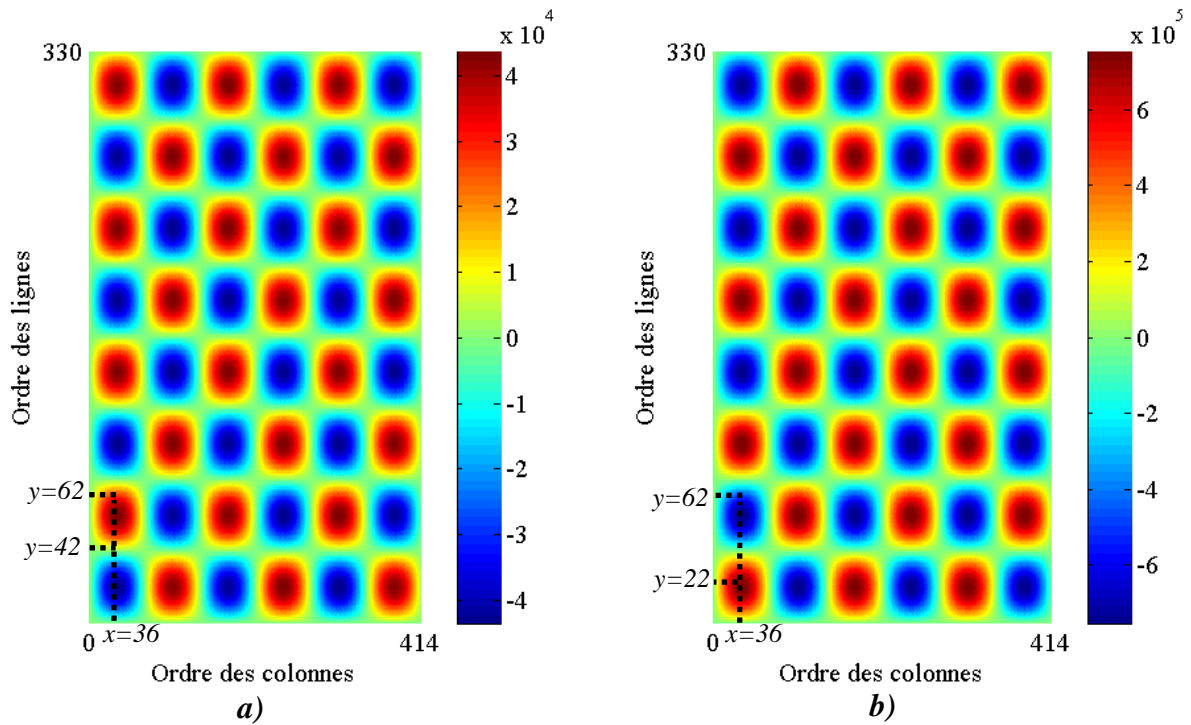 x 10^4
330
4
3
2
1
0
-1
-2
-3
-4
Ordre des lignes
y=62
y=42
0
x=36
414
Ordre des colonnes
a)
x 10^5
330
6
4
2
0
-2
-4
-6
Ordre des lignes
y=62
y=22
0
x=36
414
Ordre des colonnes
b)